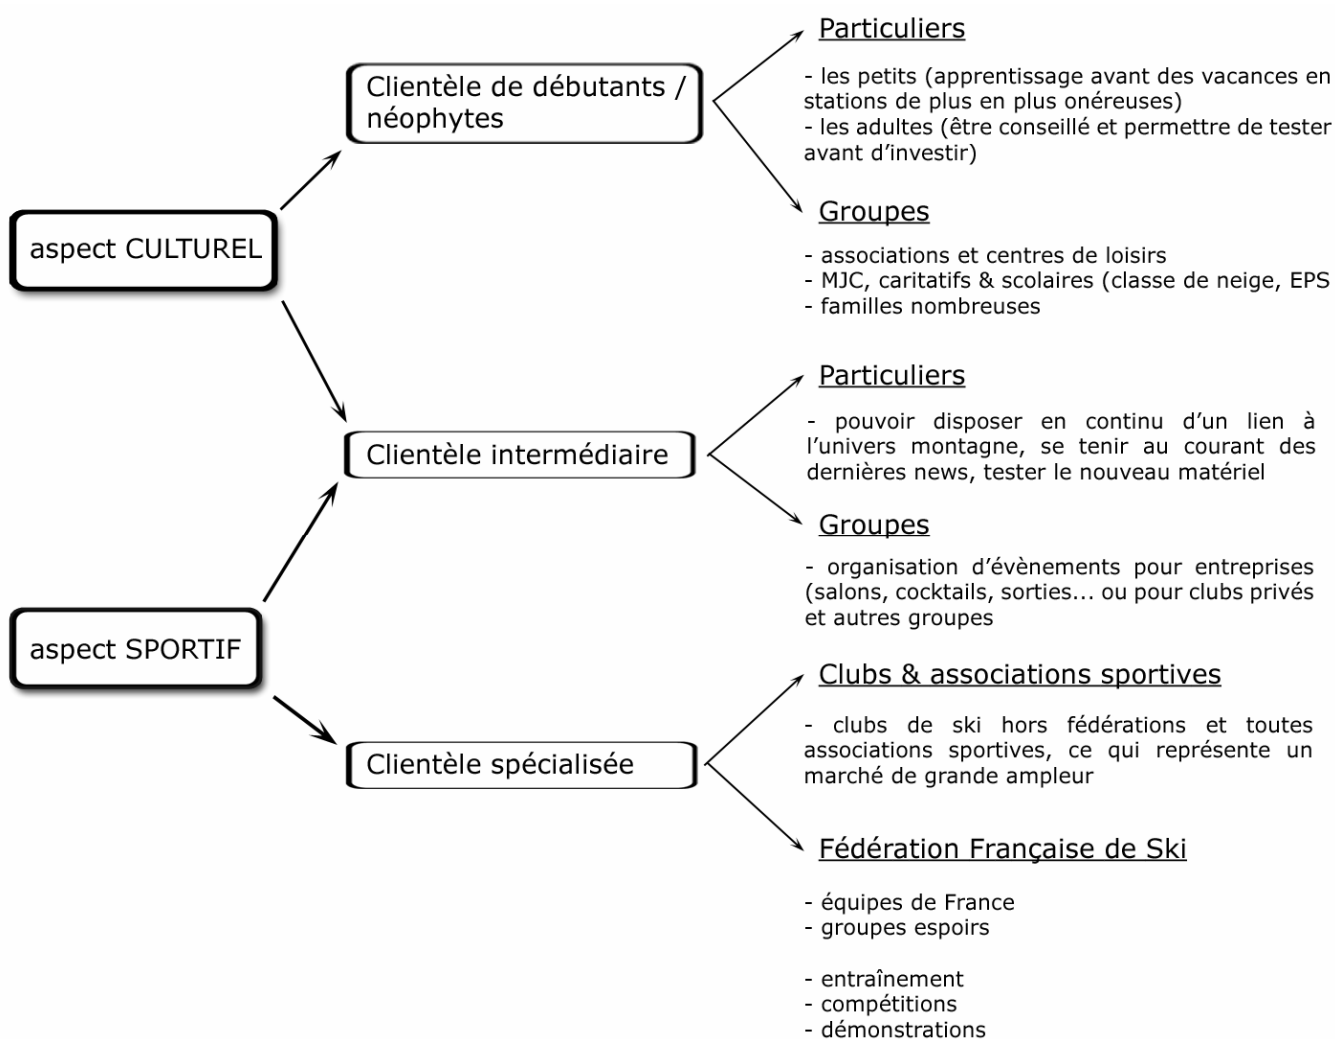 aspect CULTUREL
aspect SPORTIF
Clientèle de débutants /
néophytes
Clientèle intermédiaire
Clientèle spécialisée
Particuliers
- les petits (apprentissage avant des vacances en
stations de plus en plus onéreuses)
- les adultes (être conseillé et permettre de tester
avant d’investir)
Groupes
- associations et centres de loisirs
- MJC, caritatifs & scolaires (classe de neige, EPS
- familles nombreuses
Particuliers
- pouvoir disposer en continu d’un lien à
l’univers montagne, se tenir au courant des
dernières news, tester le nouveau matériel
Groupes
- organisation d’évènements pour entreprises
(salons, cocktails, sorties... ou pour clubs privés
et autres groupes
Clubs & associations sportives
- clubs de ski hors fédérations et toutes
associations sportives, ce qui représente un
marché de grande ampleur
Fédération Française de Ski
- équipes de France
- groupes espoirs
- entraînement
- compétitions
- démonstrations